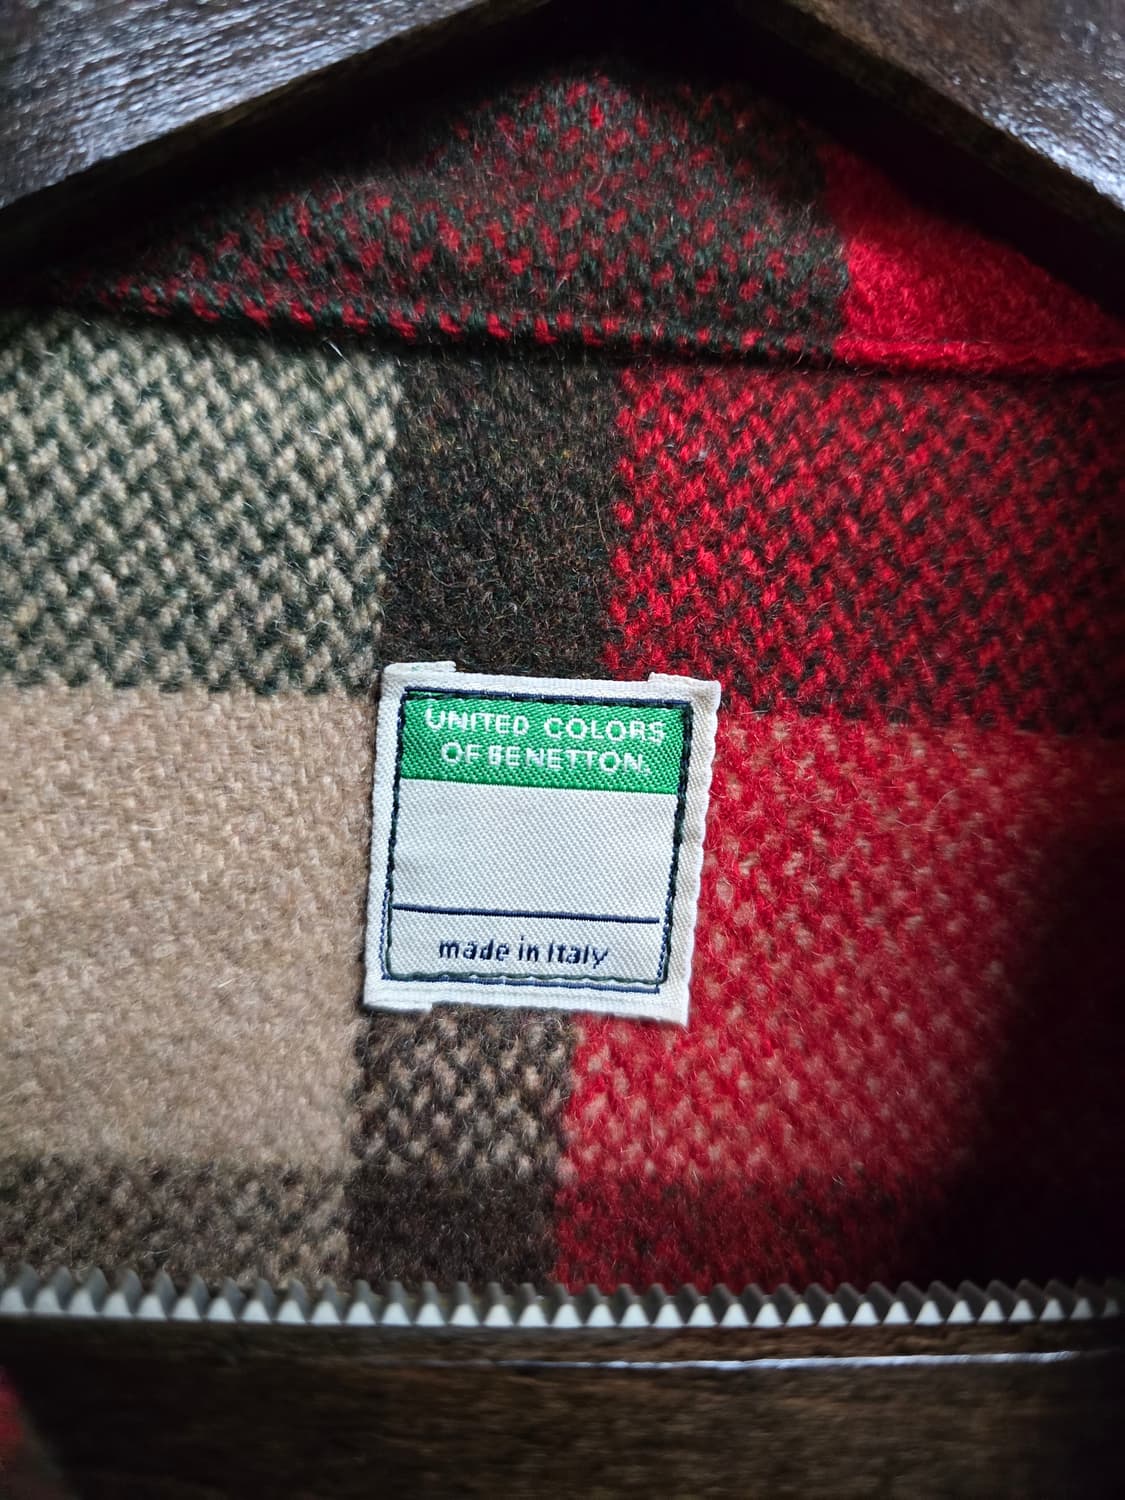 UNITED COLORS
OF BENETTON.
made in Italy